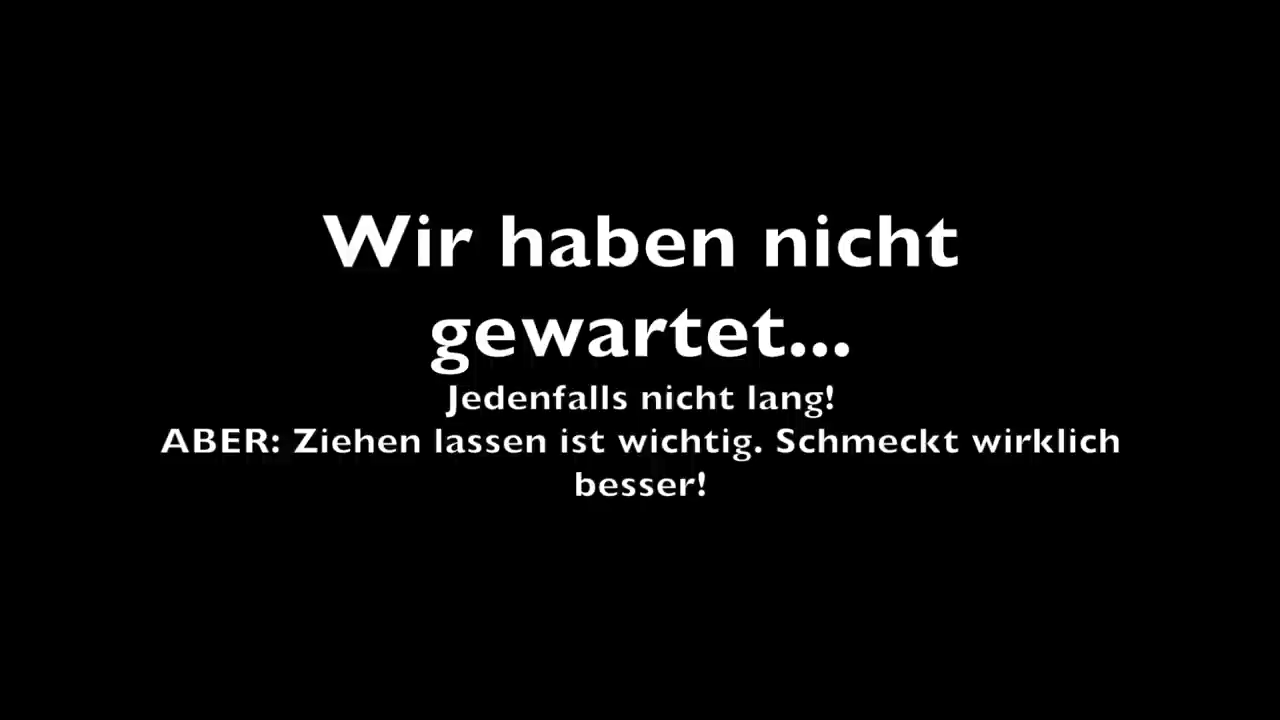 Wir haben nicht
gewartet...
Jedenfalls nicht lang!
ABER: Ziehen lassen ist wichtig. Schmeckt wirklich
besser!